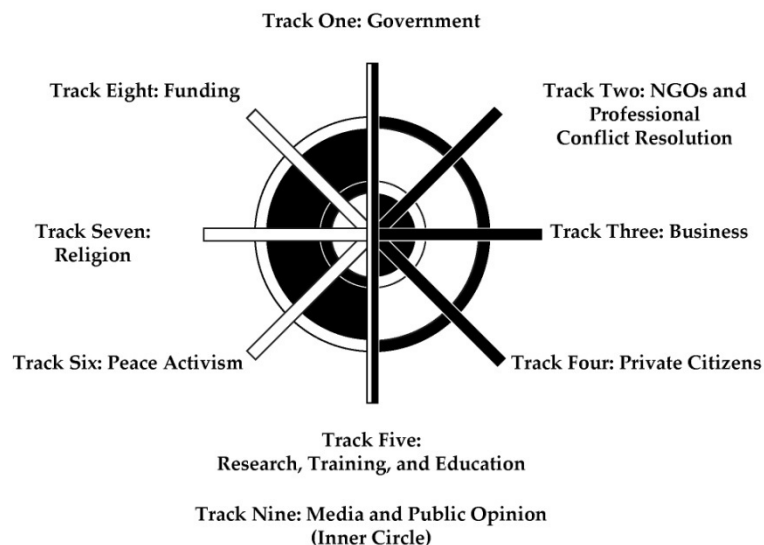 Track One: Government
Track Eight: Funding
Track Two: NGOs and
Professional
Conflict Resolution
Track Seven:
Religion
Track Three: Business
Track Six: Peace Activism
Track Four: Private Citizens
Track Five:
Research, Training, and Education
Track Nine: Media and Public Opinion
(Inner Circle)